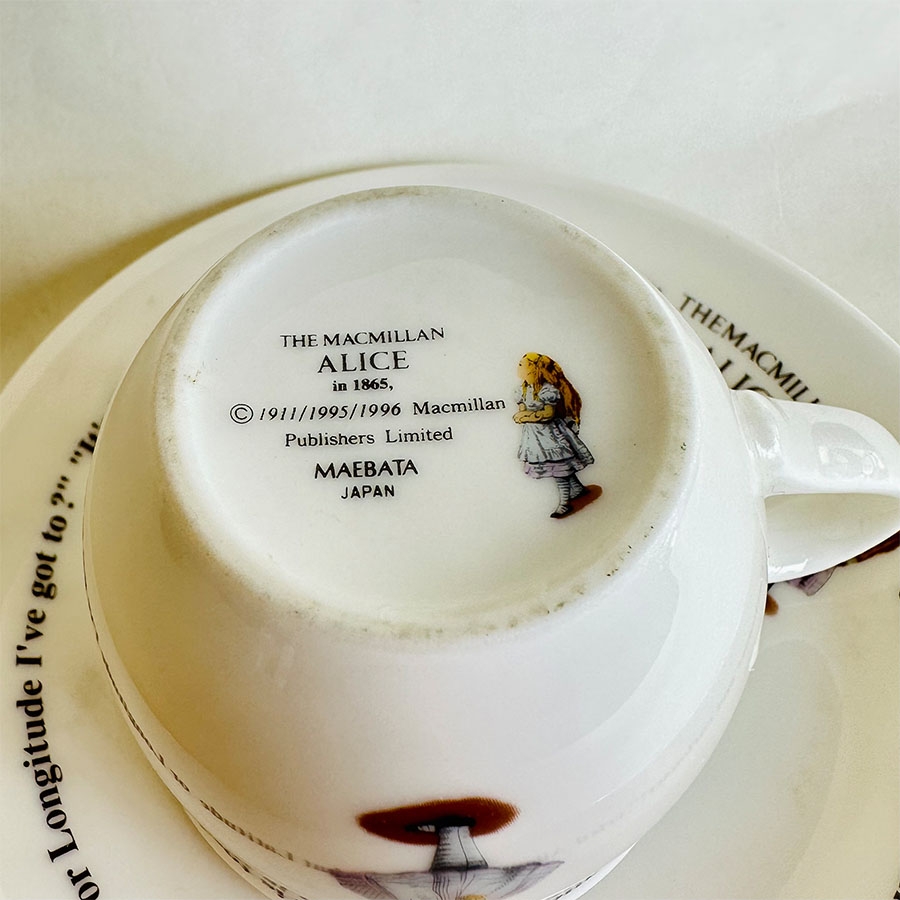 THE MACMILLAN
ALICE
in 1865,
© 1911/1995/1996 Macmillan
Publishers Limited
MAEBATA
JAPAN
THE MACMILL
or Longitude I've got to?" "W